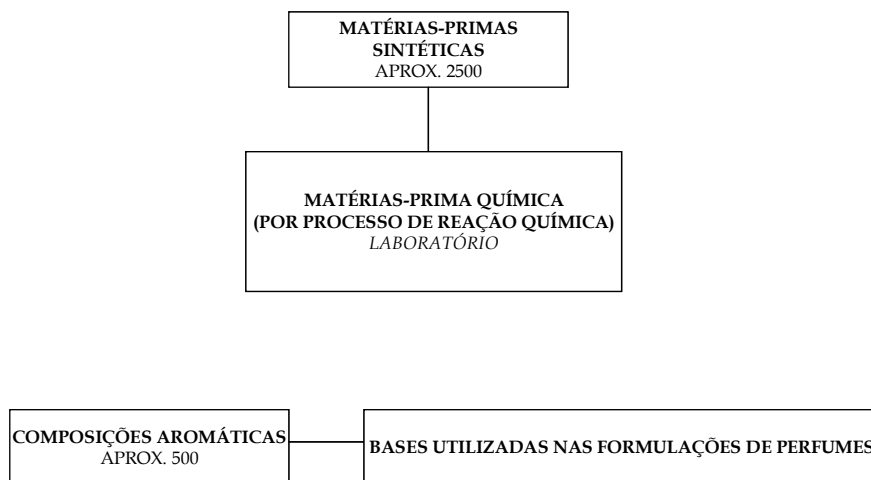 MATÉRIAS-PRIMAS
SINTÉTICAS
APROX. 2500
MATÉRIAS-PRIMA QUÍMICA
(POR PROCESSO DE REAÇÃO QUÍMICA)
LABORATÓRIO
COMPOSIÇÕES AROMÁTICAS
APROX. 500
BASES UTILIZADAS NAS FORMULAÇÕES DE PERFUMES